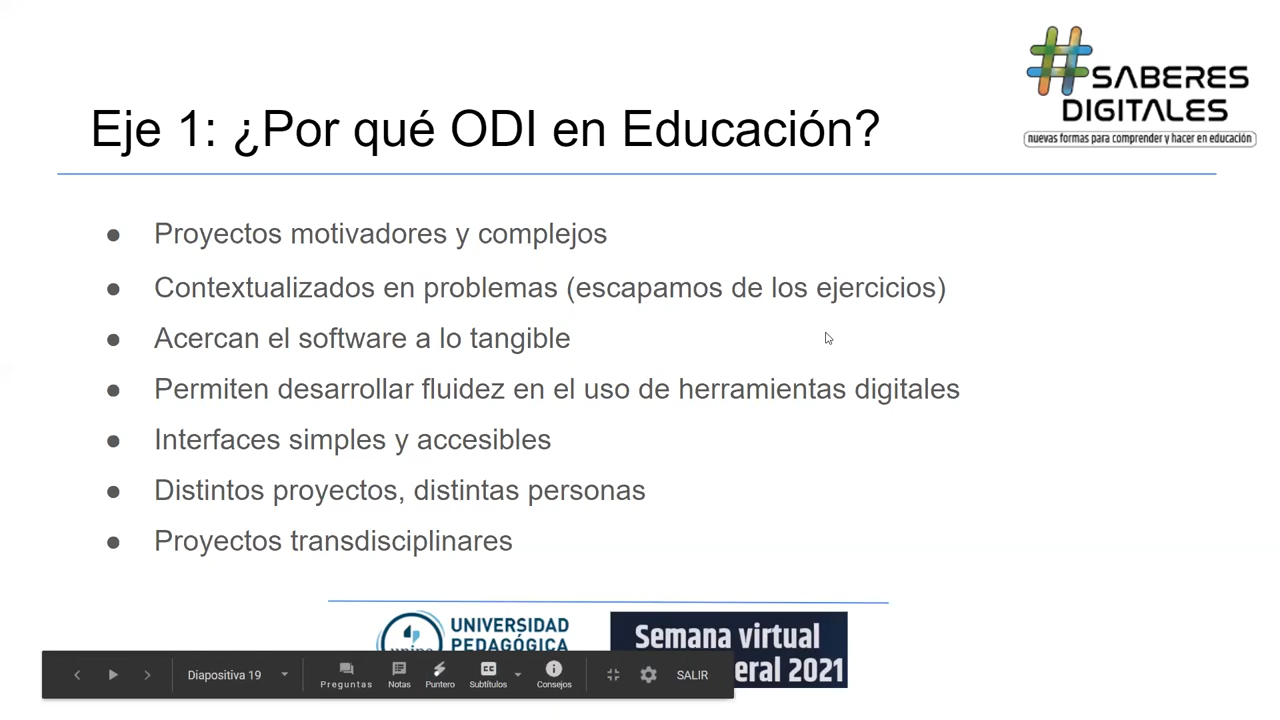 #SABERES
DIGITALES
nuevas formas para comprender y hacer en educación
Eje 1: ¿Por qué ODI en Educación?
● Proyectos motivadores y complejos
● Contextualizados en problemas (escapamos de los ejercicios)
● Acercan el software a lo tangible
● Permiten desarrollar fluidez en el uso de herramientas digitales
● Interfaces simples y accesibles
● Distintos proyectos, distintas personas
● Proyectos transdisciplinares
UNIVERSIDAD
PEDAGÓGICA
Semana virtual
2021
Diapositiva 19
Preguntas
Notas
Puntero
Subtítulos
Consejos
SALIR